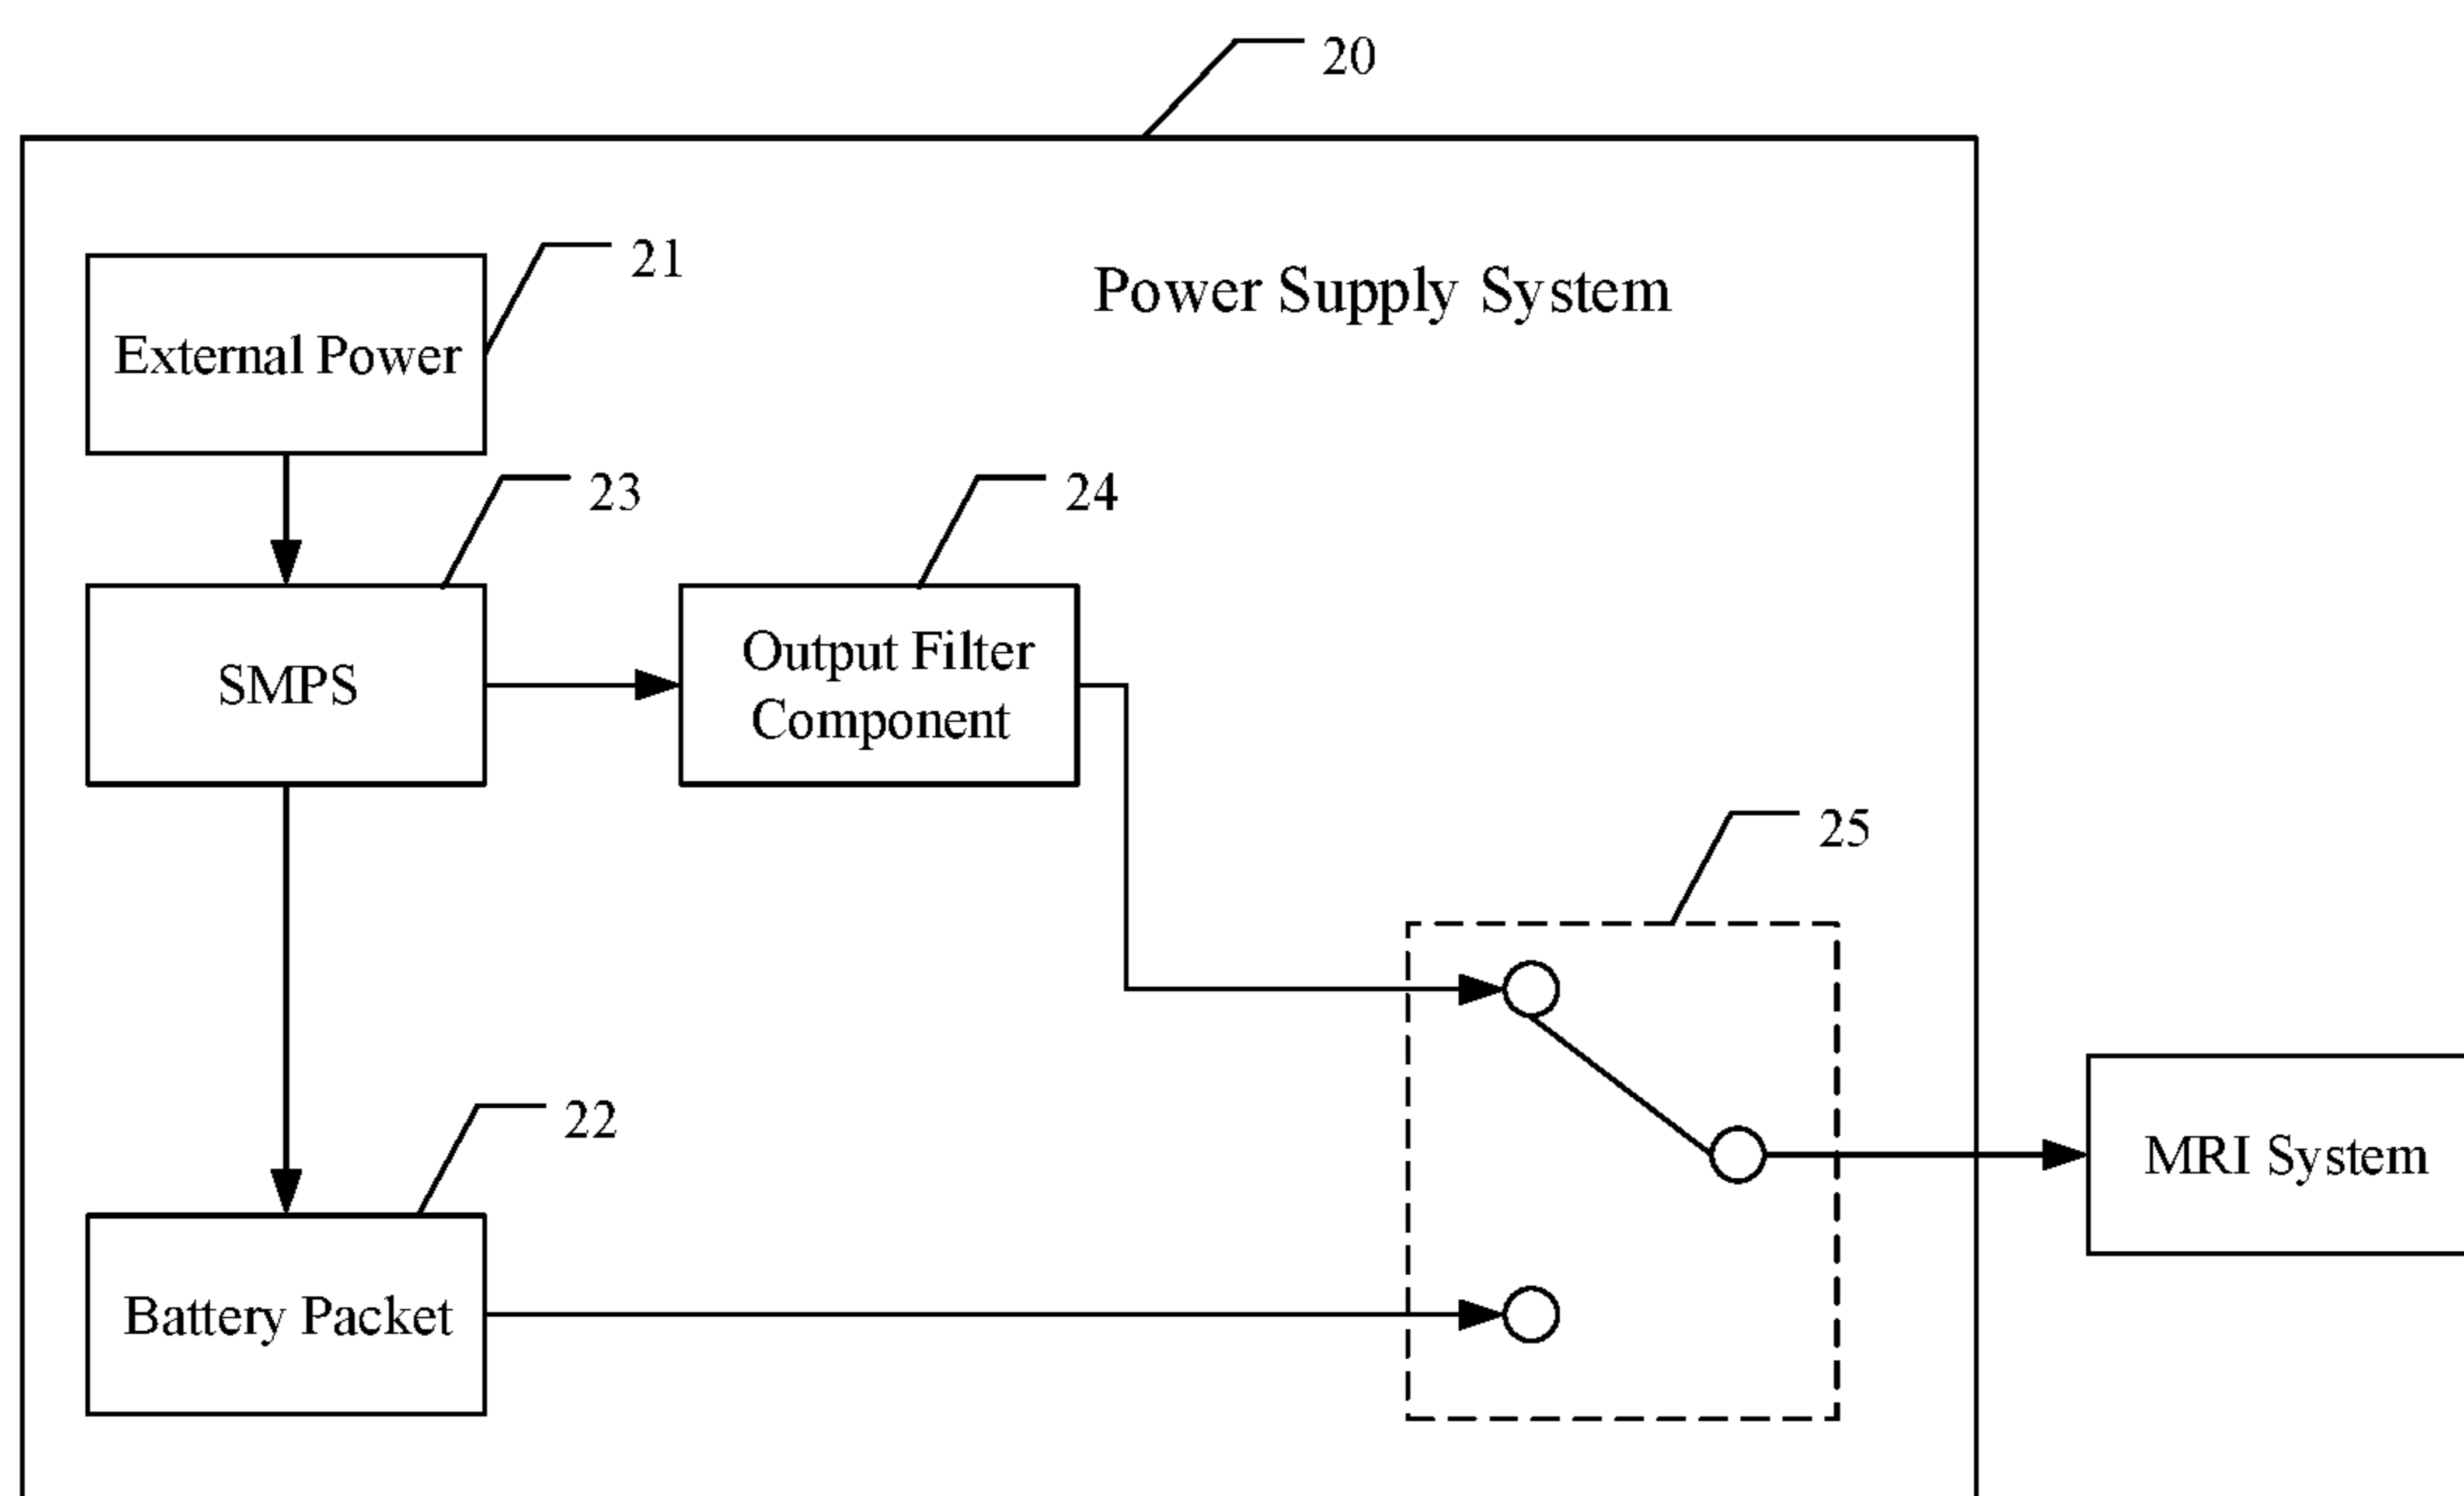 20
21
External Power
Power Supply System
23
24
SMPS
Output Filter
Component
25
22
MRI System
Battery Packet